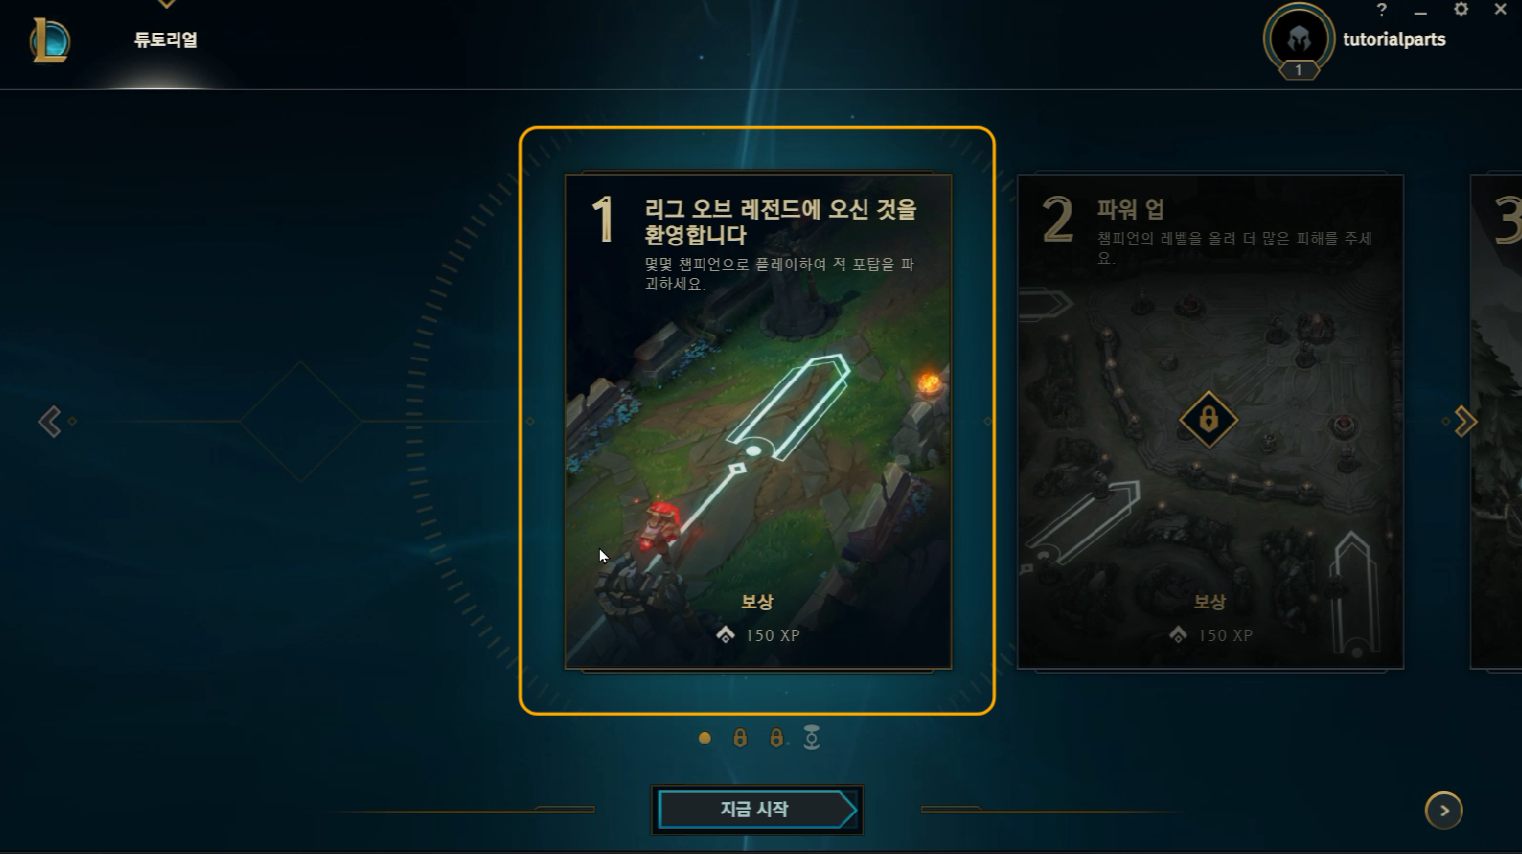 튜토리얼
?
tutorialparts
1
1
리그 오브 레전드에 오신 것을
환영합니다
몇몇 챔피언으로 플레이하여 적 포탑을 파
괴하세요.
보상
150 XP
2
파워 업
챔피언의 레벨을 올려 더 많은 피해를 주세
요.
보상
150 XP
3
지금 시작